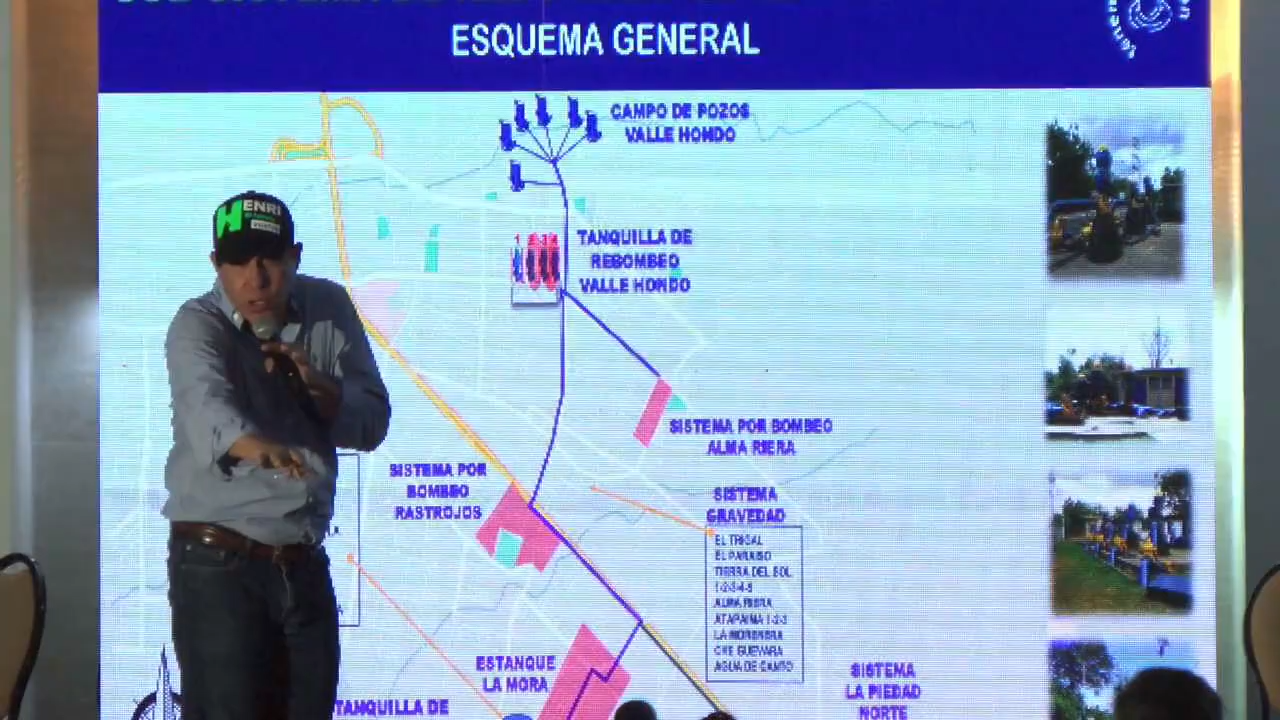 ESQUEMA GENERAL
CAMPO DE POZOS
VALLE HONDO
HENRI
TANQUILLA DE
REBOMBEO
VALLE HONDO
SISTEMA POR BOMBEO
ALMA RIERA
SISTEMA POR
BOMBEO
RASTROJOS
SISTEMA
GRAVEDAD
EL TRIGAL
EL PARAISO
TIERRA DEL SOL
1-2-3-4-5
ALMA RIERA
ATAPAIMA 1-2-3
LA MORENERA
CHE GUEVARA
AGUA DE CANTO
ESTANQUE
LA MORA
SISTEMA
LA PIEDAD
NORTE
TANQUILLA DE